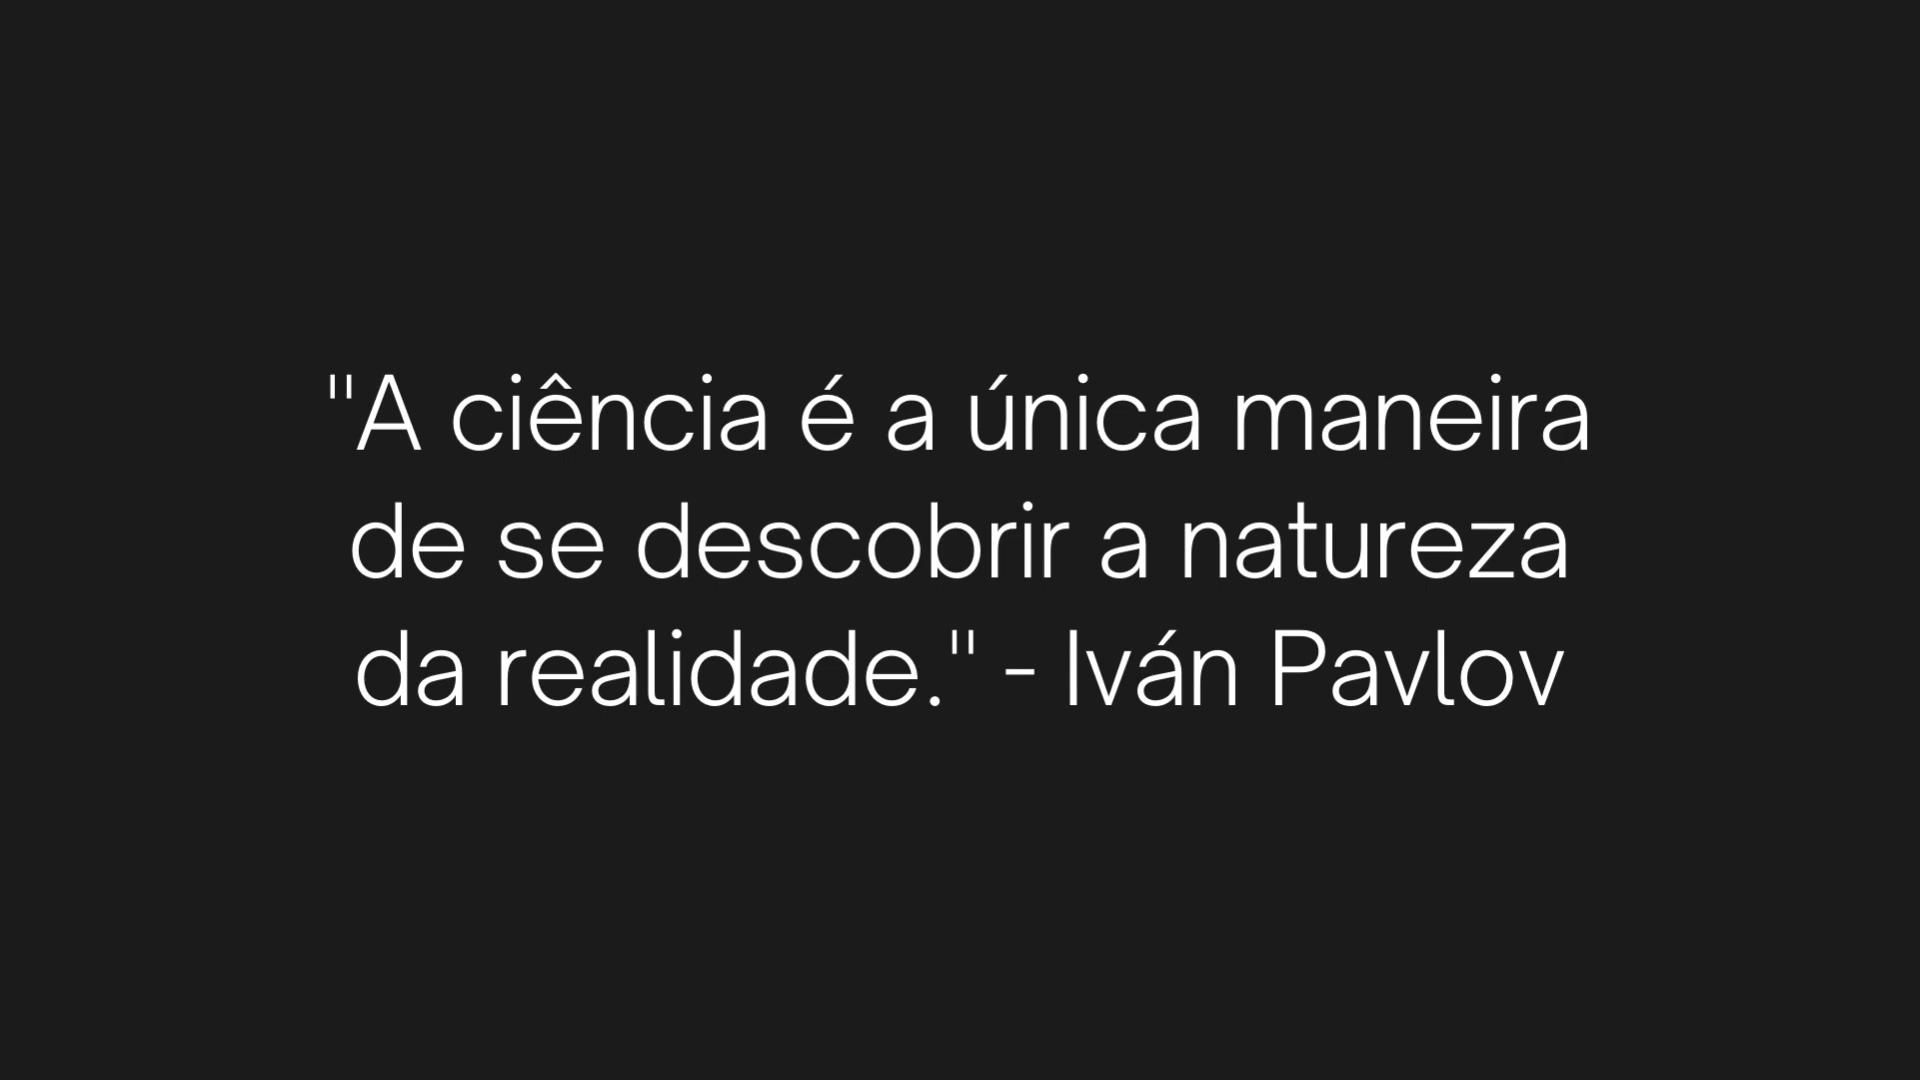 "A ciência é a única maneira
de se descobrir a natureza
da realidade." - Iván Pavlov